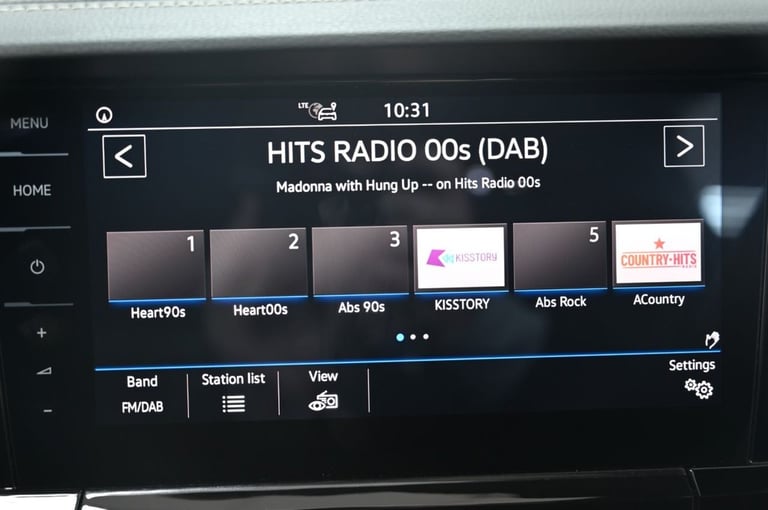 MENU
HOME
+
-
LTE
10:31
<
HITS RADIO 00s (DAB)
>
Madonna with Hung Up -- on Hits Radio 00s
1
2
3
KISSTORY
5
COUNTRY HITS
RADIO
Heart90s
Heart00s
Abs 90s
KISSTORY
Abs Rock
ACountry
Band
FM/DAB
Station list
View
Settings